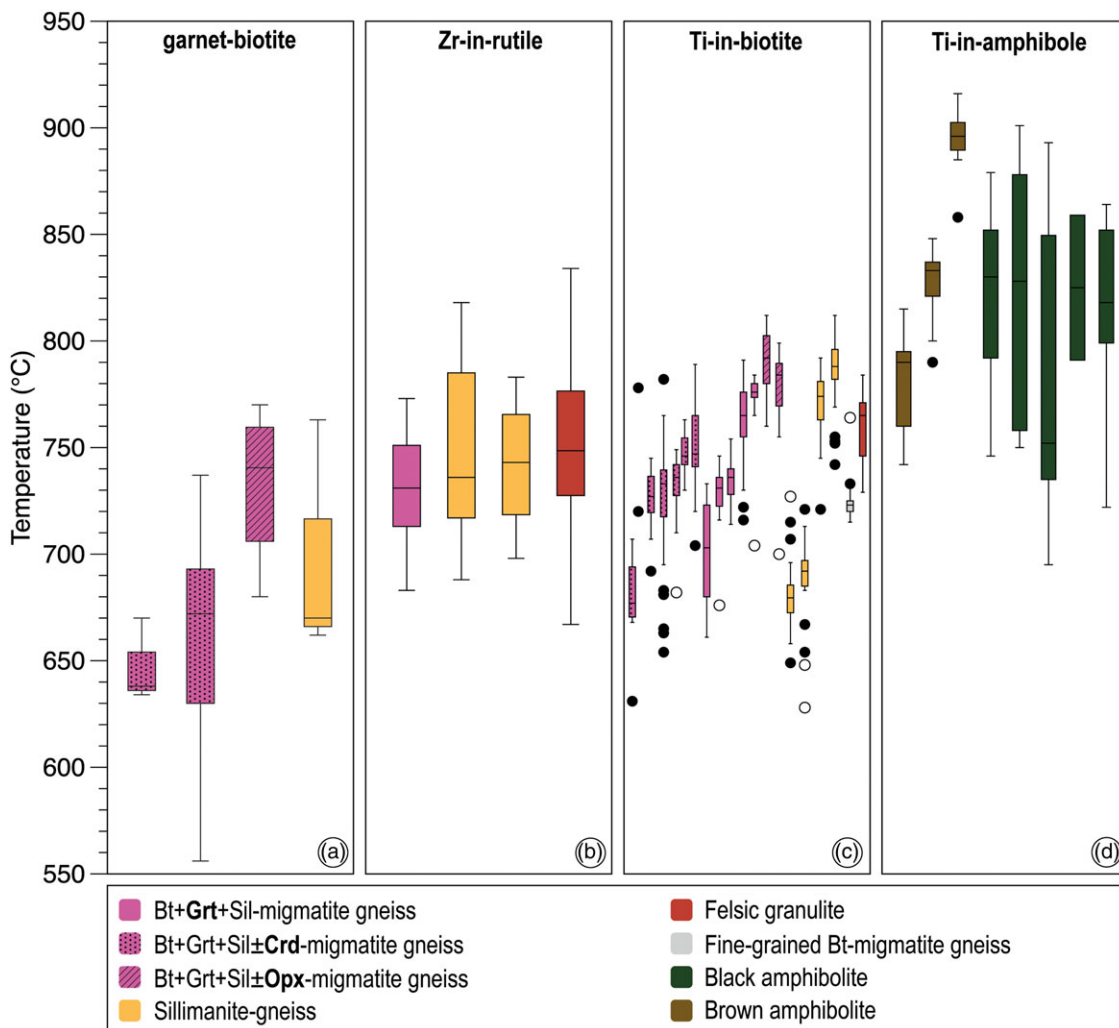 garnet-biotite
Zr-in-rutile
Ti-in-biotite
Ti-in-amphibole
Temperature (°C)
950
900
850
800
750
700
650
600
550
(a)
(b)
(c)
(d)
Bt+Grt+Sil-migmatite gneiss
Bt+Grt+Sil±Crd-migmatite gneiss
Bt+Grt+Sil±Opx-migmatite gneiss
Sillimanite-gneiss
Felsic granulite
Fine-grained Bt-migmatite gneiss
Black amphibolite
Brown amphibolite